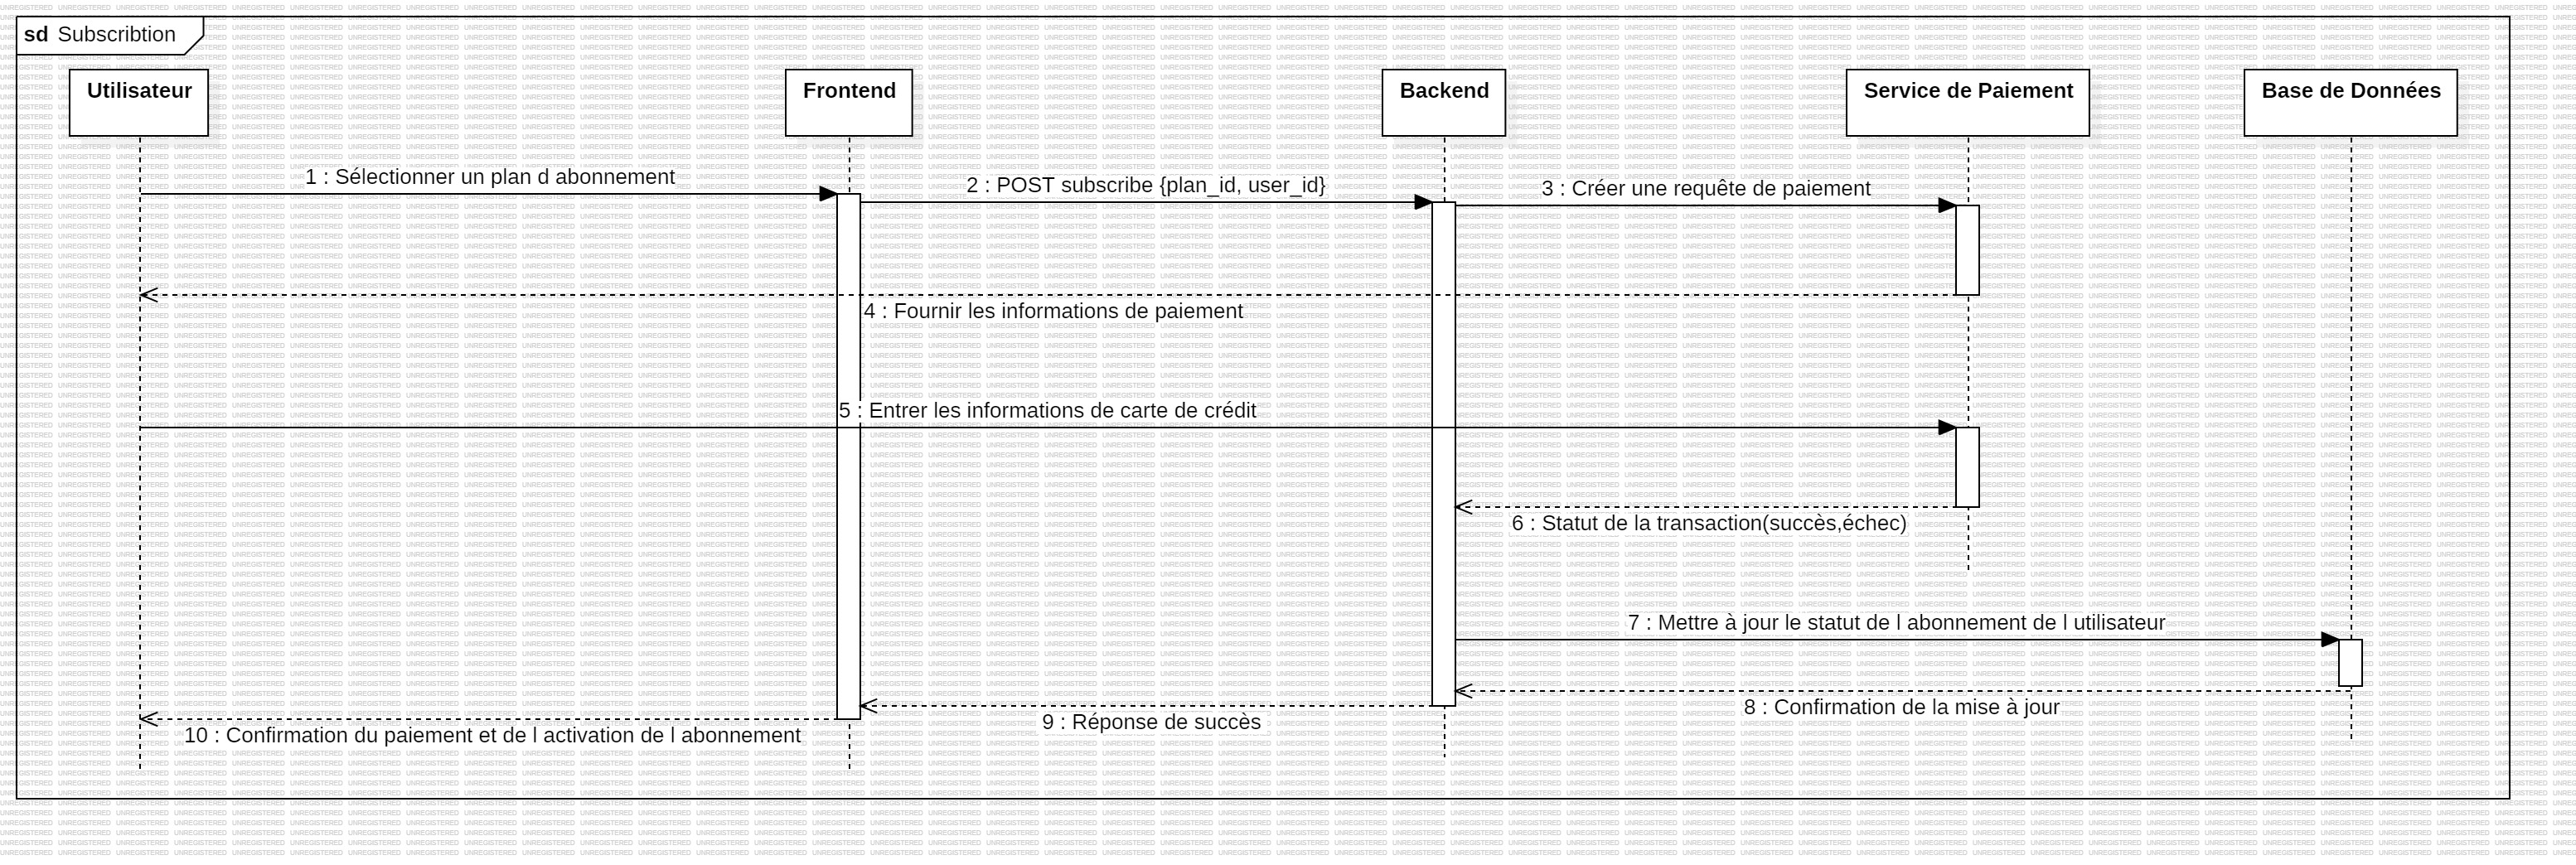 sd Subscribtion
Utilisateur
Frontend
Backend
Service de Paiement
Base de Données
1 : Sélectionner un plan d abonnement
2 : POST subscribe {plan_id, user_id}
3 : Créer une requête de paiement
4 : Fournir les informations de paiement
5 : Entrer les informations de carte de crédit
6 : Statut de la transaction(succès,échec)
7 : Mettre à jour le statut de l abonnement de l utilisateur
8 : Confirmation de la mise à jour
9 : Réponse de succès
10 : Confirmation du paiement et de l activation de l abonnement
UNREGISTERED